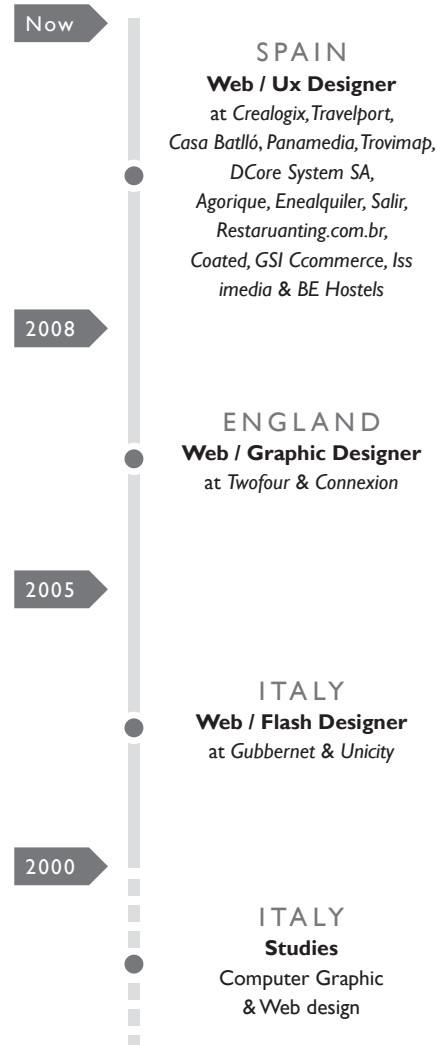 Now
SPAIN
Web / Ux Designer
at Crealogix, Travelport,
Casa Batlló, Panamedia, Trovimap,
DCore System SA,
Agorique, Enealquiler, Salir,
Restaruanting.com.br,
Coated, GSI Ccommerce, Iss
imedia & BE Hostels
2008
ENGLAND
Web / Graphic Designer
at Twofour & Connexion
2005
ITALY
Web / Flash Designer
at Gubbernet & Unicity
2000
ITALY
Studies
Computer Graphic
& Web design